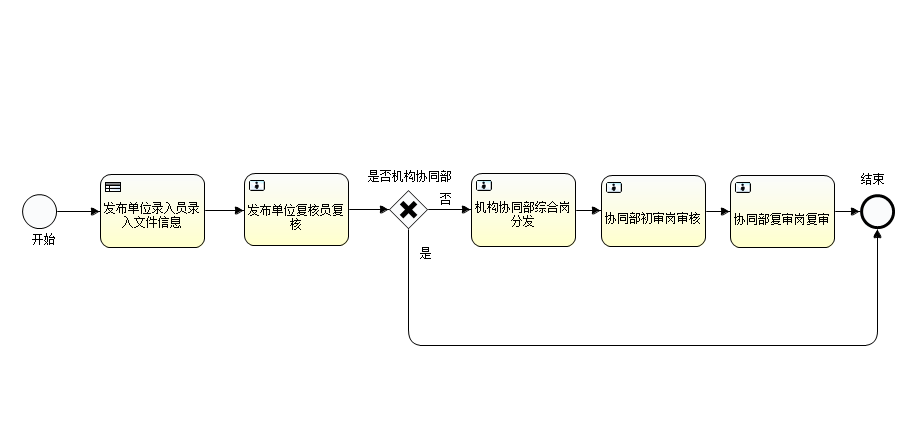 开始
发布单位录入员录
入文件信息
发布单位复核员复
核
是否机构协同部
否
是
机构协同部综合岗
分发
协同部初审岗审核
协同部复审岗复审
结束